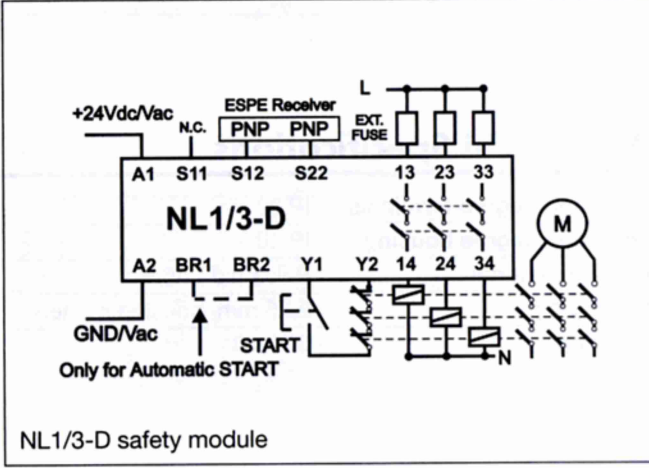 L
+24Vdc/Vac
N.C.
ESPE Receiver
PNP PNP
EXT.
FUSE
A1 S11 S12 S22 13 23 33
NL1/3-D
M
A2 BR1 BR2 Y1 Y2 14 24 34
GND/Vac
START
N
Only for Automatic START
NL1/3-D safety module